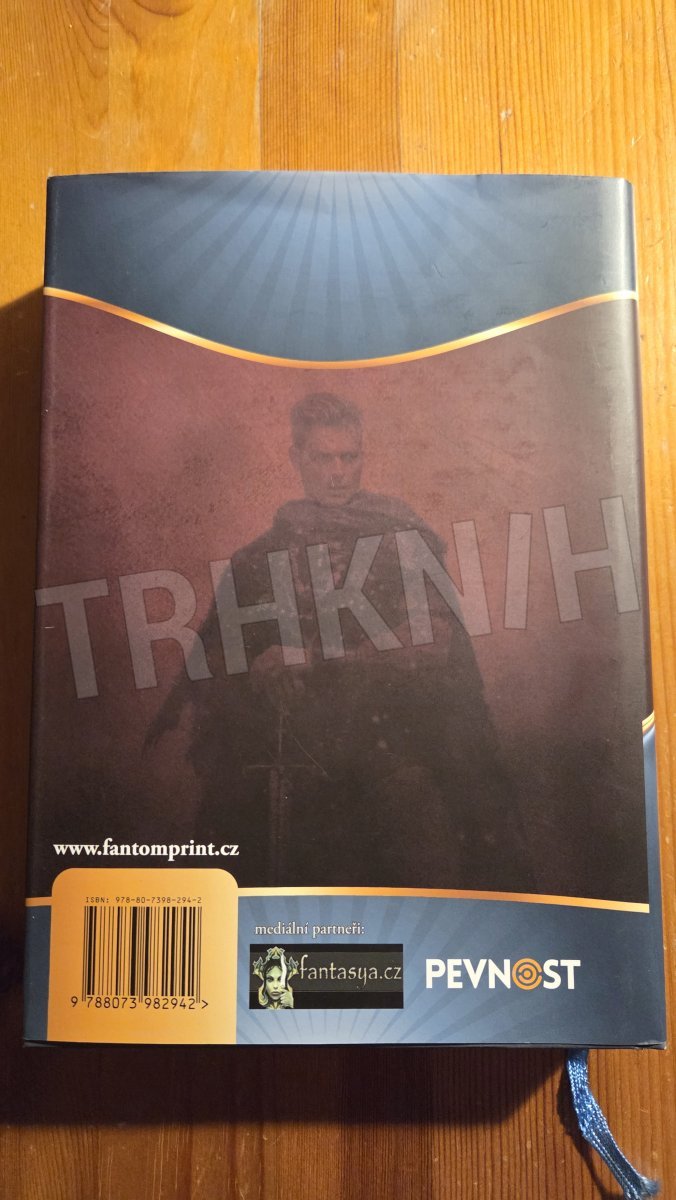 TRHKNIH
www.fantomprint.cz
ISBN: 978-80-7398-294-2
9 788073 982942 >
mediální partneři:
fantasya.cz
PEVNOST